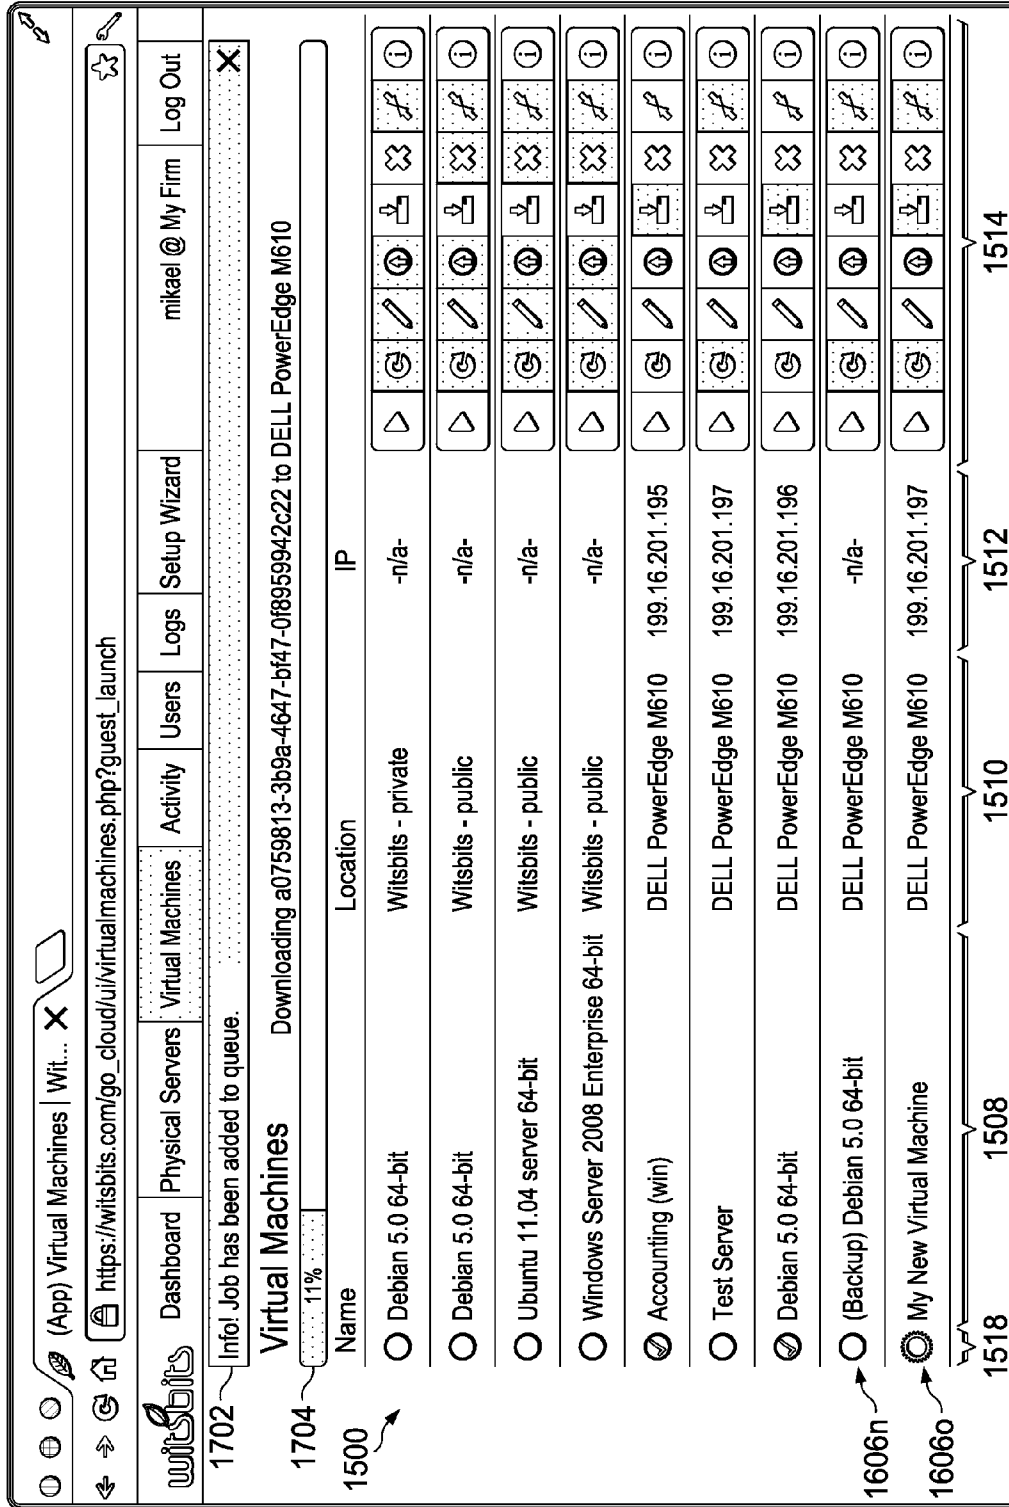 (App) Virtual Machines | Wit...
https://witsbits.com/go_cloud/ui/virtualmachines.php?guest_launch
witsbits Dashboard Physical Servers Virtual Machines Activity Users Logs Setup Wizard mikael @ My Firm Log Out
1702 Info! Job has been added to queue.
Virtual Machines Downloading a0759813-3b9a-4647-bf47-0f8959942c22 to DELL PowerEdge M610
1704 11%
1500 Name Location IP
Debian 5.0 64-bit Witsbits - private -n/a-
Debian 5.0 64-bit Witsbits - public -n/a-
Ubuntu 11.04 server 64-bit Witsbits - public -n/a-
Windows Server 2008 Enterprise 64-bit Witsbits - public -n/a-
Accounting (win) DELL PowerEdge M610 199.16.201.195
Test Server DELL PowerEdge M610 199.16.201.197
Debian 5.0 64-bit DELL PowerEdge M610 199.16.201.196
1606n (Backup) Debian 5.0 64-bit DELL PowerEdge M610 -n/a-
1606o My New Virtual Machine DELL PowerEdge M610 199.16.201.197
1518 1508 1510 1512 1514